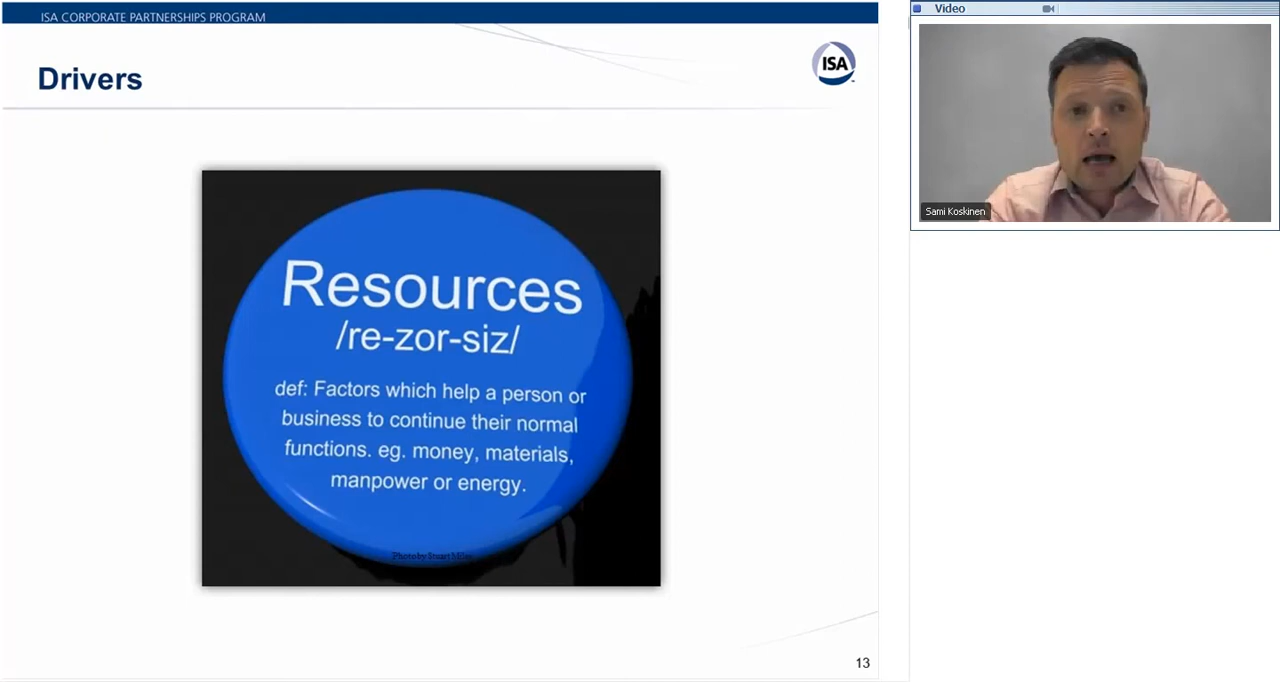 ISA CORPORATE PARTNERSHIPS PROGRAM
Drivers
ISA
Resources
/re-zor-siz/
def: Factors which help a person or
business to continue their normal
functions. eg. money, materials,
manpower or energy.
Photo by Stuart Miles
13
Video
Sami Koskinen